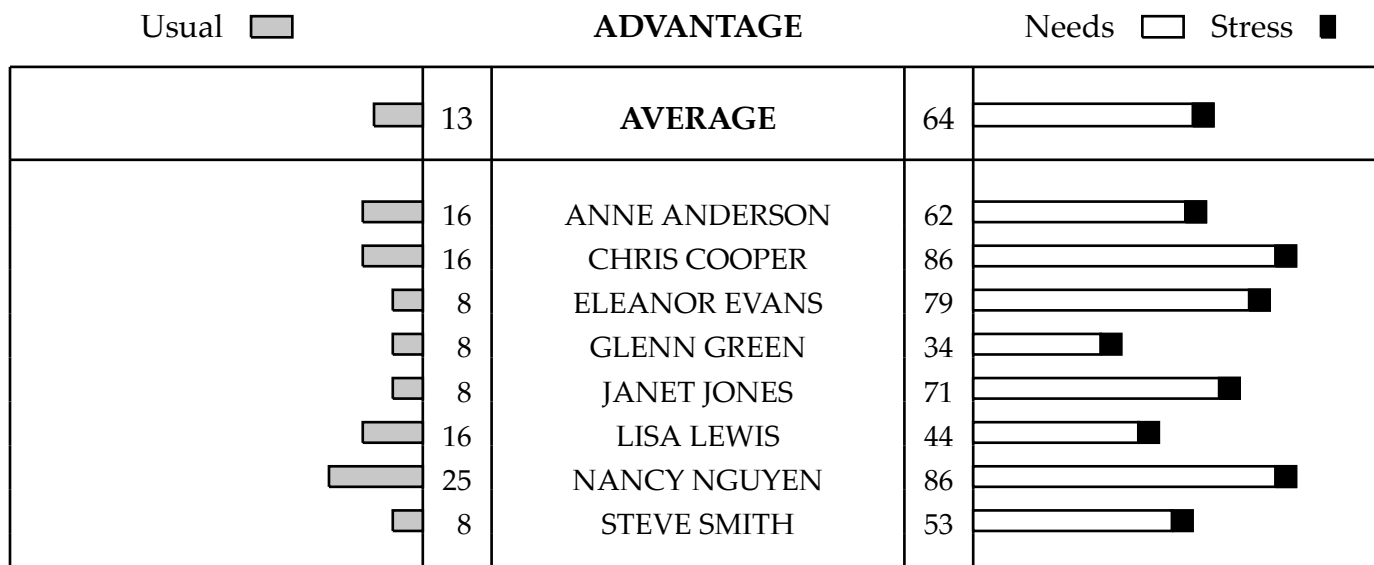 Usual ADVANTAGE Needs Stress
13 AVERAGE 64
16 ANNE ANDERSON 62
16 CHRIS COOPER 86
8 ELEANOR EVANS 79
8 GLENN GREEN 34
8 JANET JONES 71
16 LISA LEWIS 44
25 NANCY NGUYEN 86
8 STEVE SMITH 53